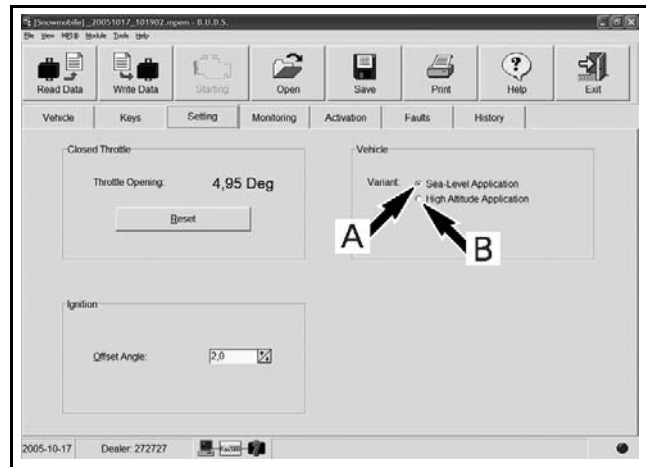 [Snowmobile] _20051017_101902.mpem - B.U.D.S.
File View MPEM Module Tools Help
Read Data Write Data Starting Open Save Print Help Exit
Vehicle Keys Setting Monitoring Activation Faults History
Closed Throttle Vehicle
Throttle Opening: 4,95 Deg Variant: Sea-Level Application
High Altitude Application
Reset
A B
Ignition
Offset Angle: 2,0
2005-10-17 Dealer: 272727 Kw2000